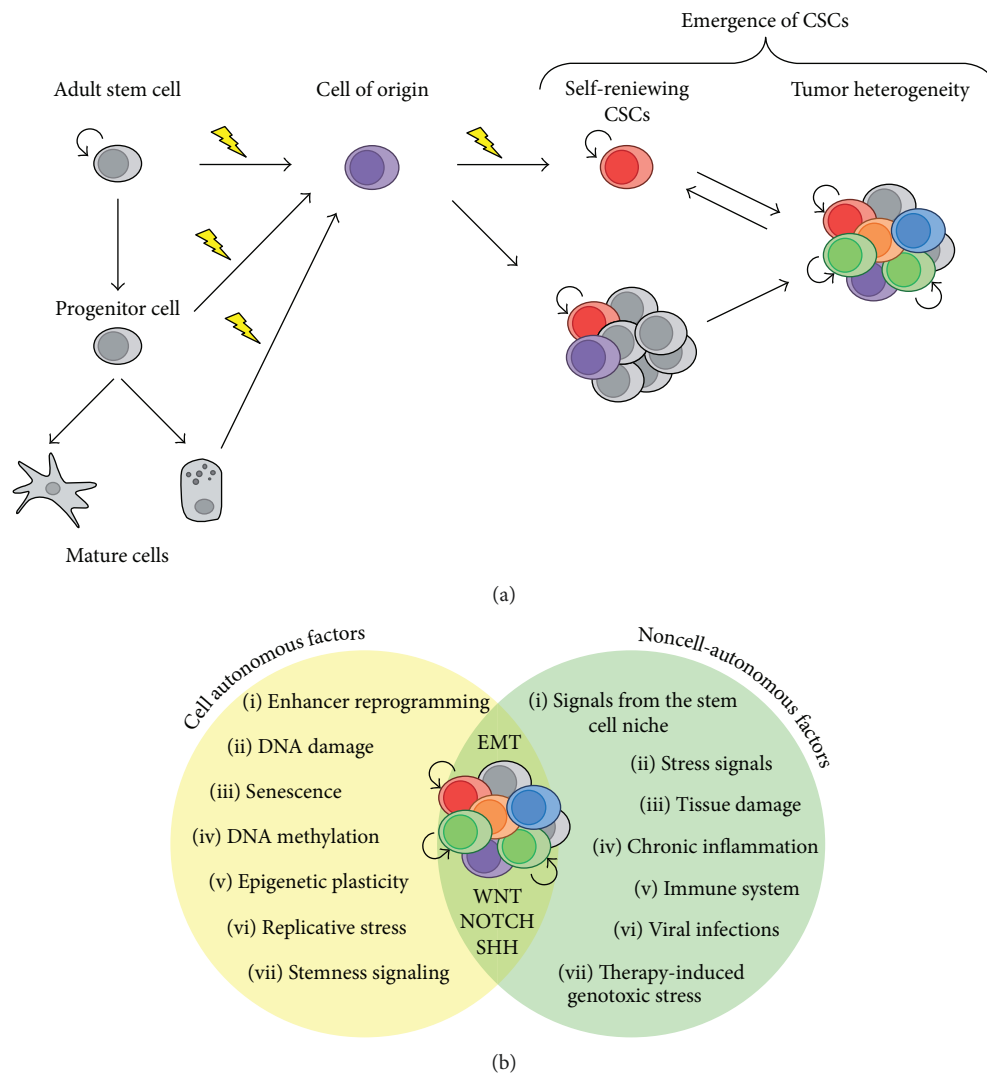 Emergence of CSCs
Adult stem cell
Cell of origin
Self-reniewing
CSCs
Tumor heterogeneity
Progenitor cell
Mature cells
(a)
Cell autonomous factors
Noncell-autonomous factors
(i) Enhancer reprogramming
(ii) DNA damage
(iii) Senescence
(iv) DNA methylation
(v) Epigenetic plasticity
(vi) Replicative stress
(vii) Stemness signaling
EMT
WNT
NOTCH
SHH
(i) Signals from the stem
cell niche
(ii) Stress signals
(iii) Tissue damage
(iv) Chronic inflammation
(v) Immune system
(vi) Viral infections
(vii) Therapy-induced
genotoxic stress
(b)